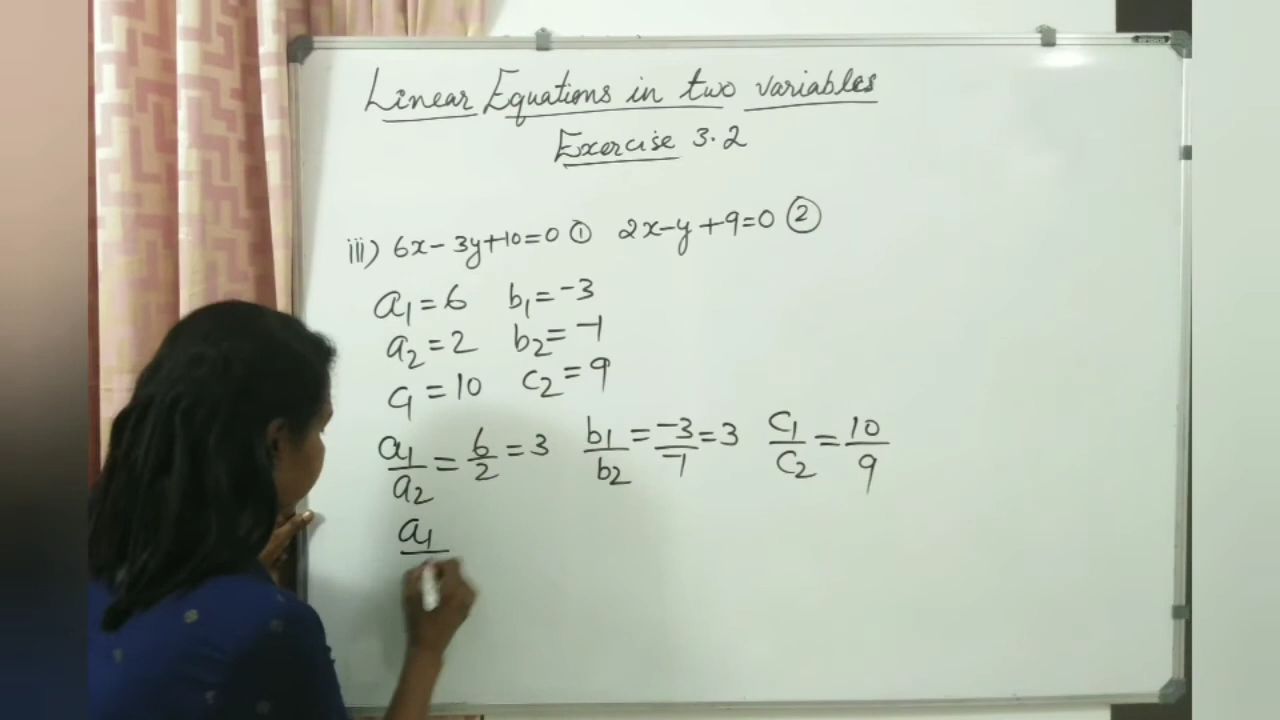 Linear Equations in two variables
Exercise 3.2
iii) 6x - 3y + 10 = 0 ① 2x - y + 9 = 0 ②
a₁ = 6 b₁ = -3
a₂ = 2 b₂ = -1
c₁ = 10 c₂ = 9
a₁/a₂ = 6/2 = 3 b₁/b₂ = -3/-1 = 3 c₁/c₂ = 10/9
a₁